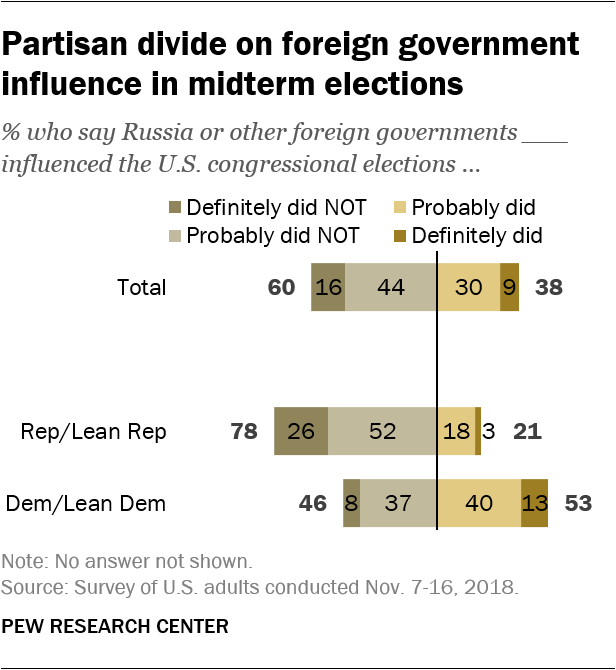 Partisan divide on foreign government
influence in midterm elections
% who say Russia or other foreign governments ___
influenced the U.S. congressional elections ...
Definitely did NOT Probably did
Probably did NOT Definitely did
Total 60 16 44 30 9 38
Rep/Lean Rep 78 26 52 18 3 21
Dem/Lean Dem 46 8 37 40 13 53
Note: No answer not shown.
Source: Survey of U.S. adults conducted Nov. 7-16, 2018.
PEW RESEARCH CENTER